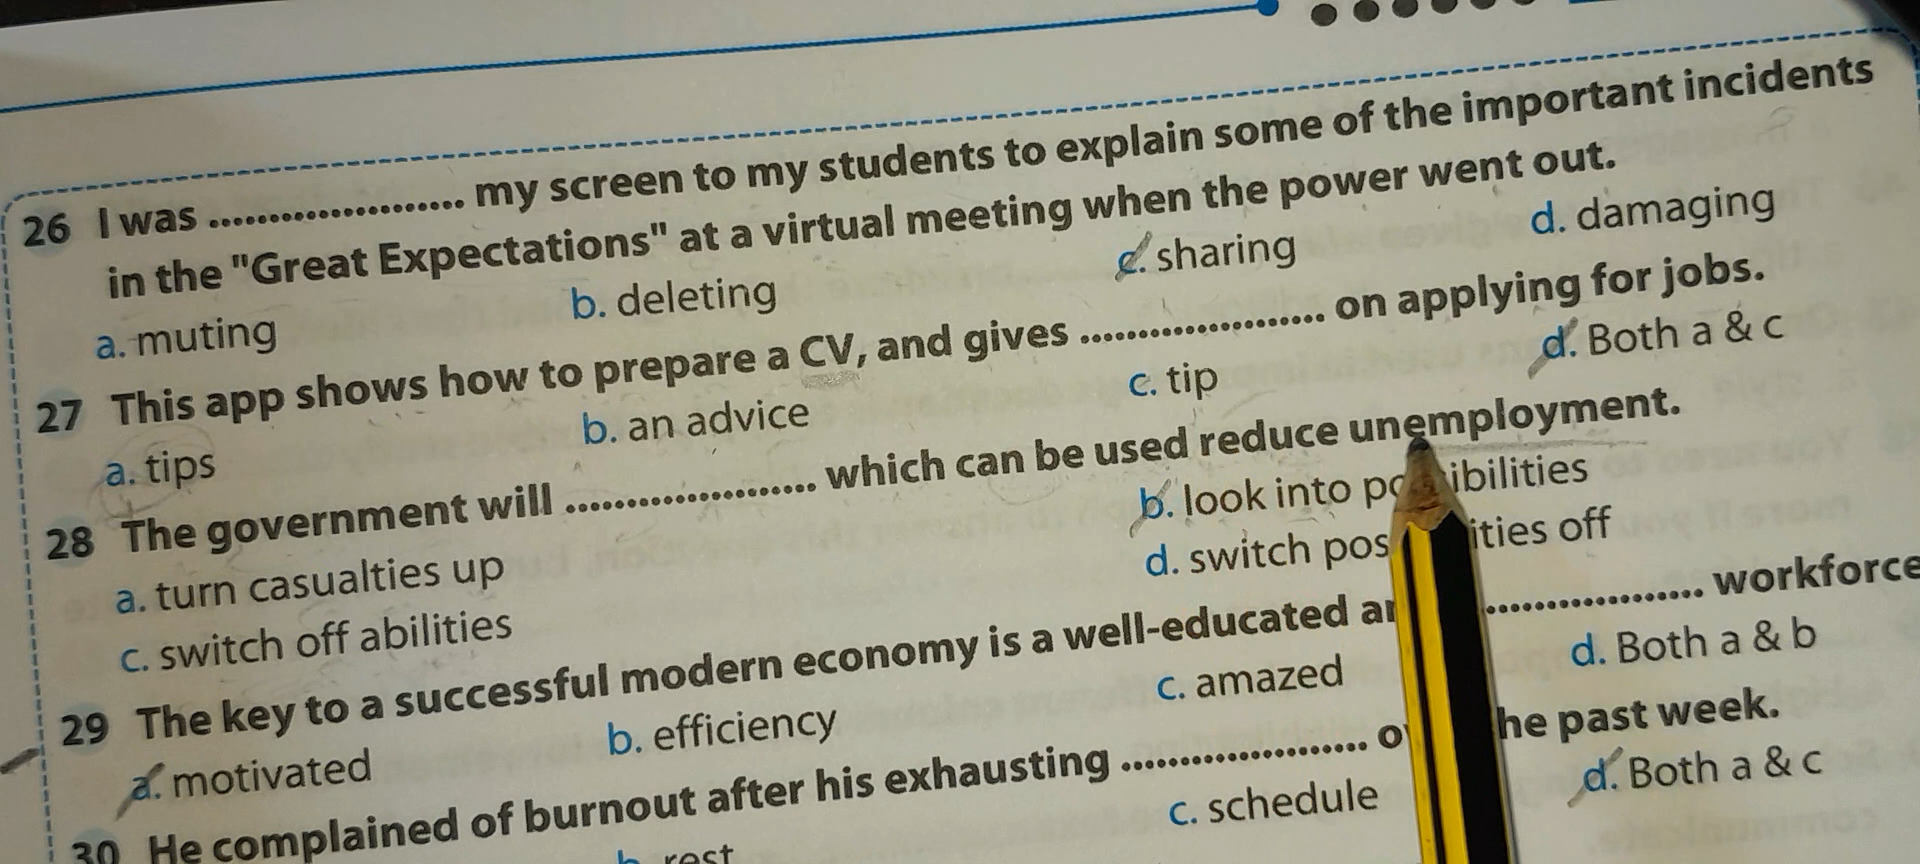 26 I was ..................... my screen to my students to explain some of the important incidents
in the "Great Expectations" at a virtual meeting when the power went out.
a. muting b. deleting c. sharing d. damaging
27 This app shows how to prepare a CV, and gives ..................... on applying for jobs.
a. tips b. an advice c. tip d. Both a & c
28 The government will ..................... which can be used reduce unemployment.
a. turn casualties up b. look into
c. switch off abilities d. switch off
29 The key to a successful modern economy is a well-educated ..................... workforce
a. motivated b. efficiency c. amazed d. Both a & b
30 He complained of burnout after his exhausting ..................... past week.
b. rest c. schedule d. Both a & c